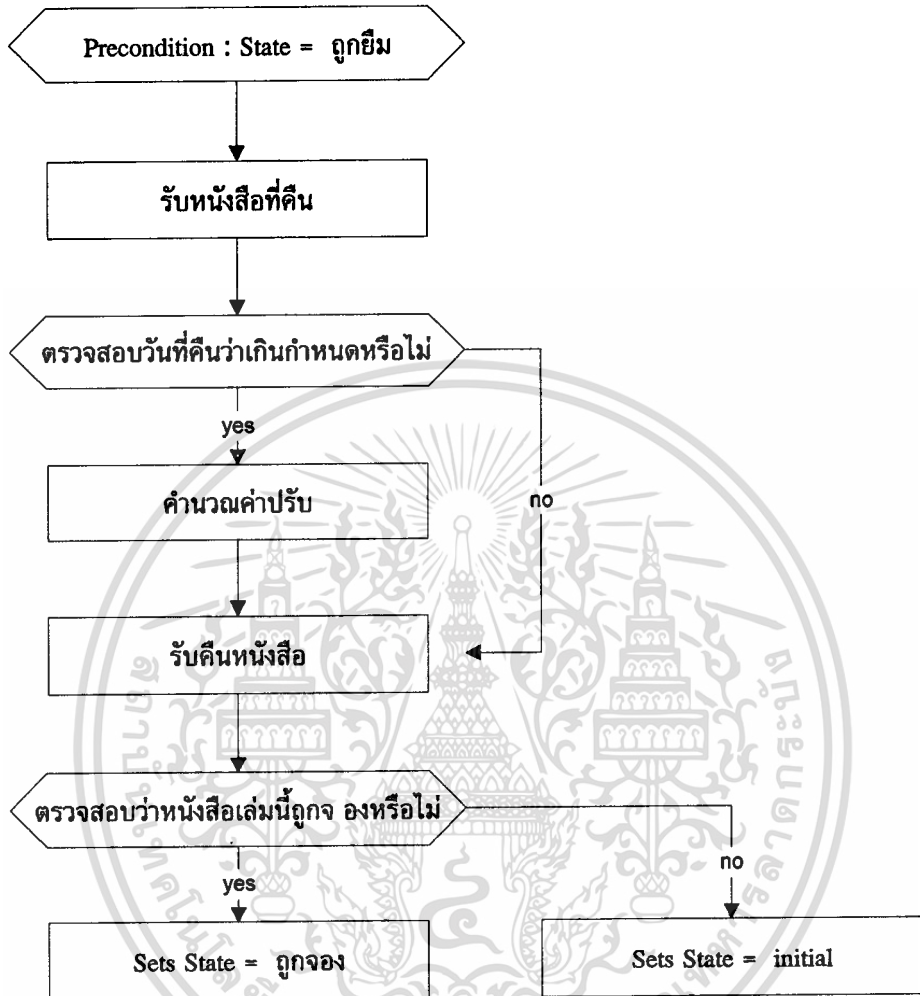 Precondition : State = ถูกยืม
รับหนังสือที่คืน
ตรวจสอบวันที่คืนว่าเกินกำหนดหรือไม่
yes
คำนวณค่าปรับ
no
รับคืนหนังสือ
ตรวจสอบว่าหนังสือเล่มนี้ถูกจ องหรือไม่
yes
no
Sets State = ถูกจอง
Sets State = initial